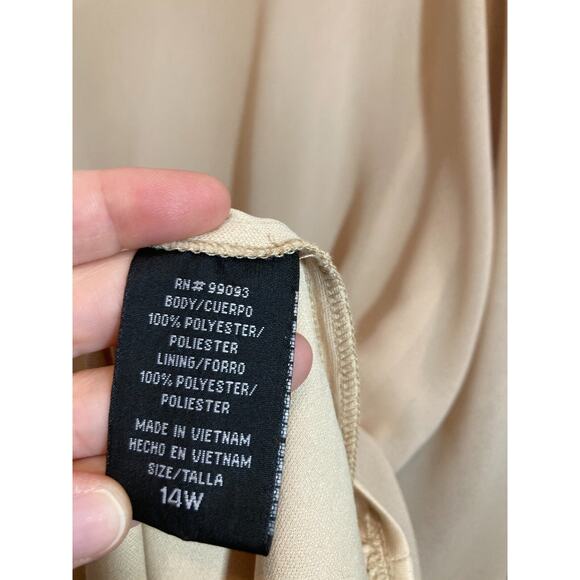 RN# 99093
BODY/CUERPO
100% POLYESTER/
POLIESTER
LINING/FORRO
100% POLYESTER/
POLIESTER
MADE IN VIETNAM
HECHO EN VIETNAM
SIZE/TALLA
14W